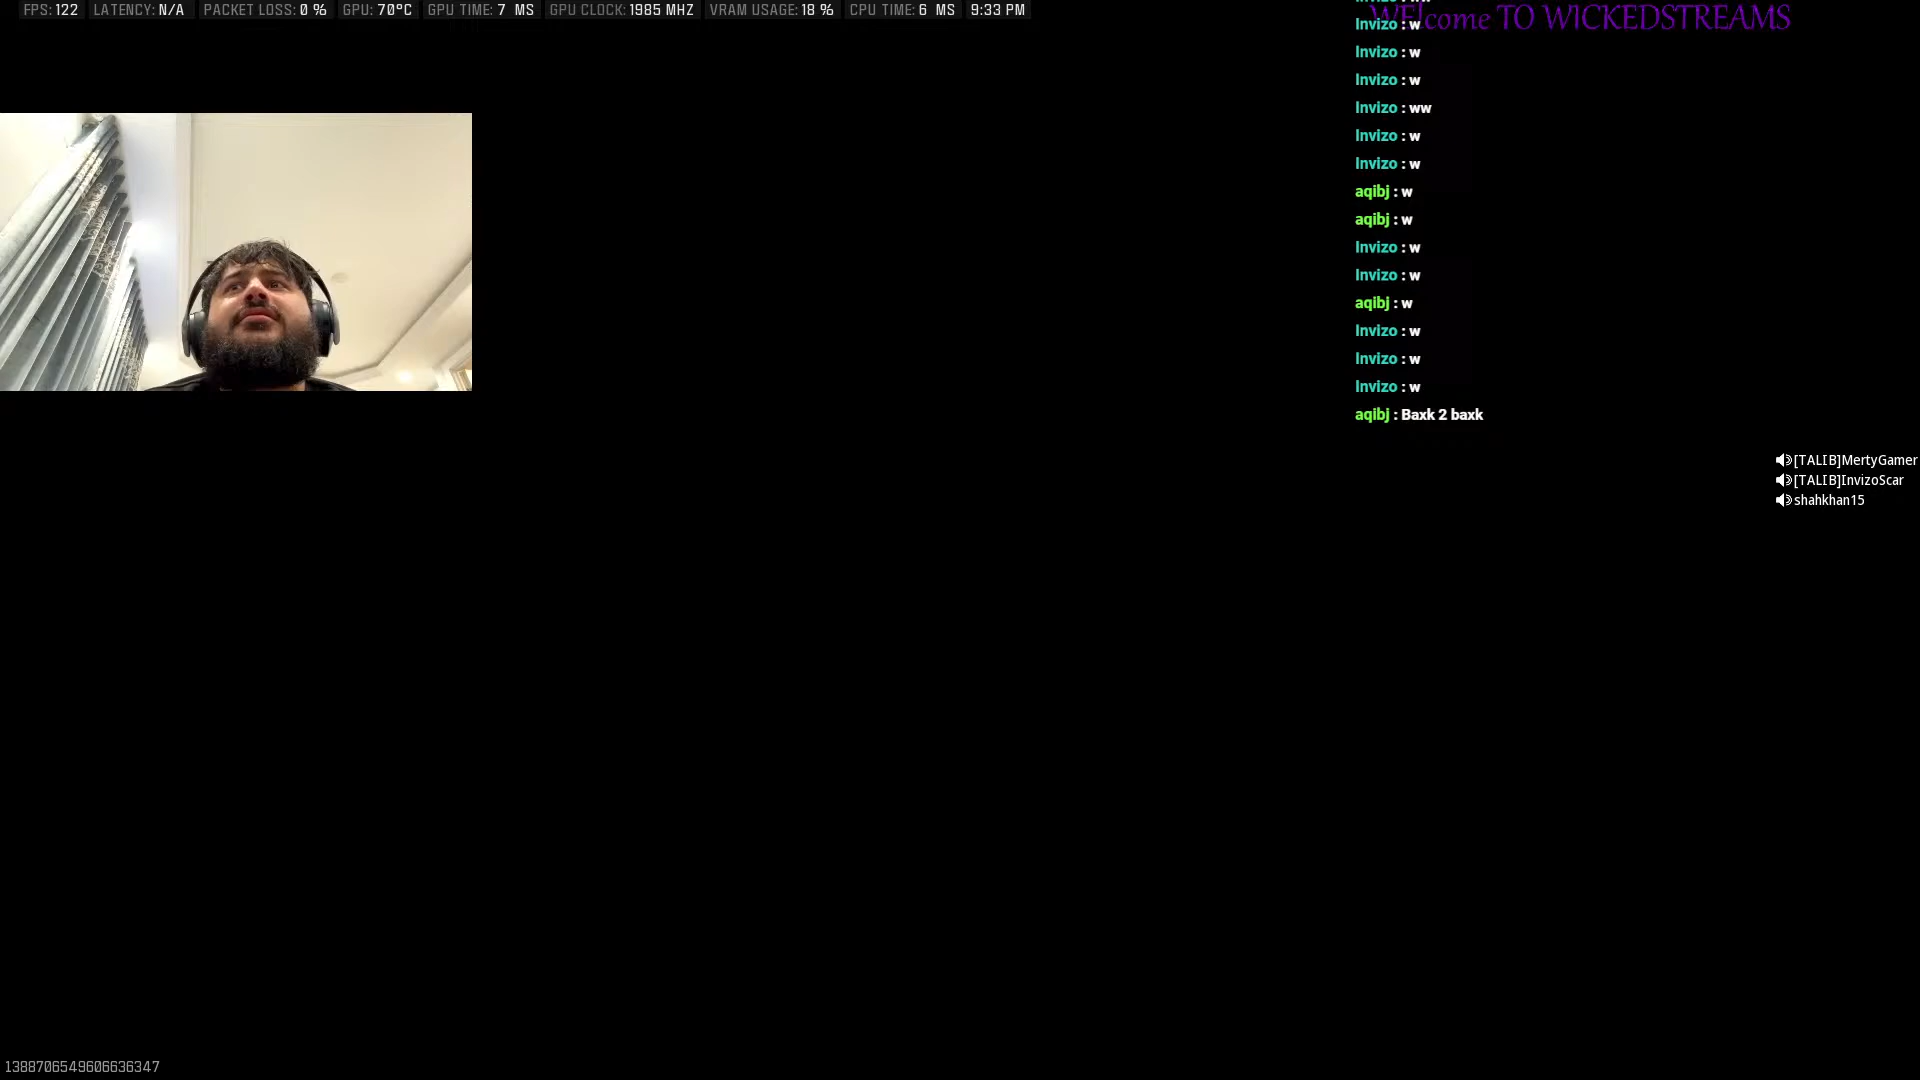 FPS: 122 LATENCY: N/A PACKET LOSS: 0 % GPU: 70°C GPU TIME: 7 MS GPU CLOCK: 1985 MHZ VRAM USAGE: 18 % CPU TIME: 6 MS 9:33 PM
WElcome TO WICKEDSTREAMS
Invizo : w
Invizo : w
Invizo : w
Invizo : ww
Invizo : w
Invizo : w
aqibj : w
aqibj : w
Invizo : w
Invizo : w
aqibj : w
Invizo : w
Invizo : w
Invizo : w
aqibj : Baxk 2 baxk
[TALIB]MertyGamer
[TALIB]InvizoScar
shahkhan15
1388706549606636347